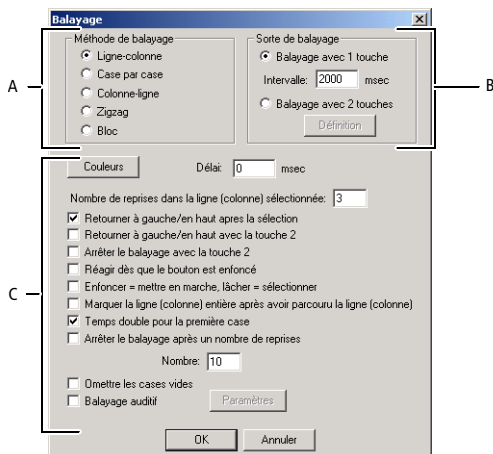 Balayage
A
Méthode de balayage
Ligne-colonne
Case par case
Colonne-ligne
Zigzag
Bloc
Sorte de balayage
Balayage avec 1 touche
Intervalle: 2000 msec
Balayage avec 2 touches
Définition
B
C
Couleurs Délai: 0 msec
Nombre de reprises dans la ligne (colonne) sélectionnée: 3
Retourner à gauche/en haut apres la sélection
Retourner à gauche/en haut avec la touche 2
Arrêter le balayage avec la touche 2
Réagir dès que le bouton est enfoncé
Enfoncer = mettre en marche, lâcher = sélectionner
Marquer la ligne (colonne) entière après avoir parcouru la ligne (colonne)
Temps double pour la première case
Arrêter le balayage après un nombre de reprises
Nombre: 10
Omettre les cases vides
Balayage auditif Paramètres
OK Annuler